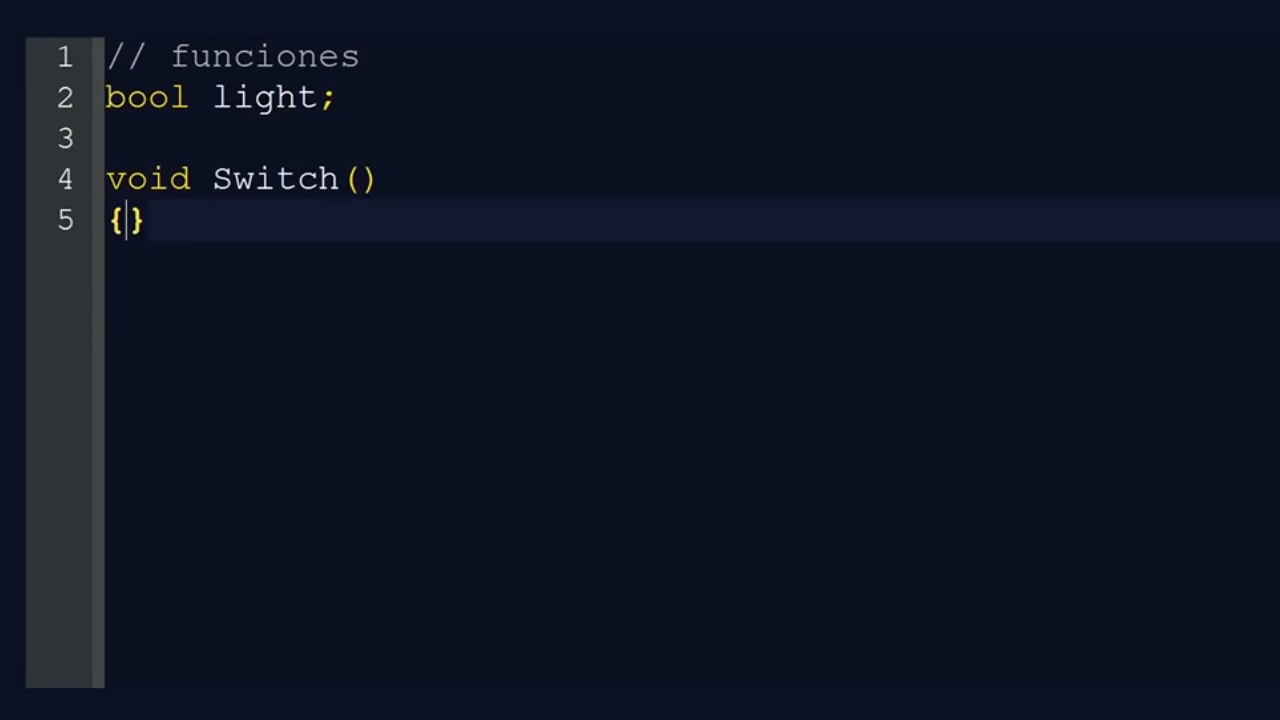 1 // funciones
2 bool light;
3
4 void Switch()
5 {}